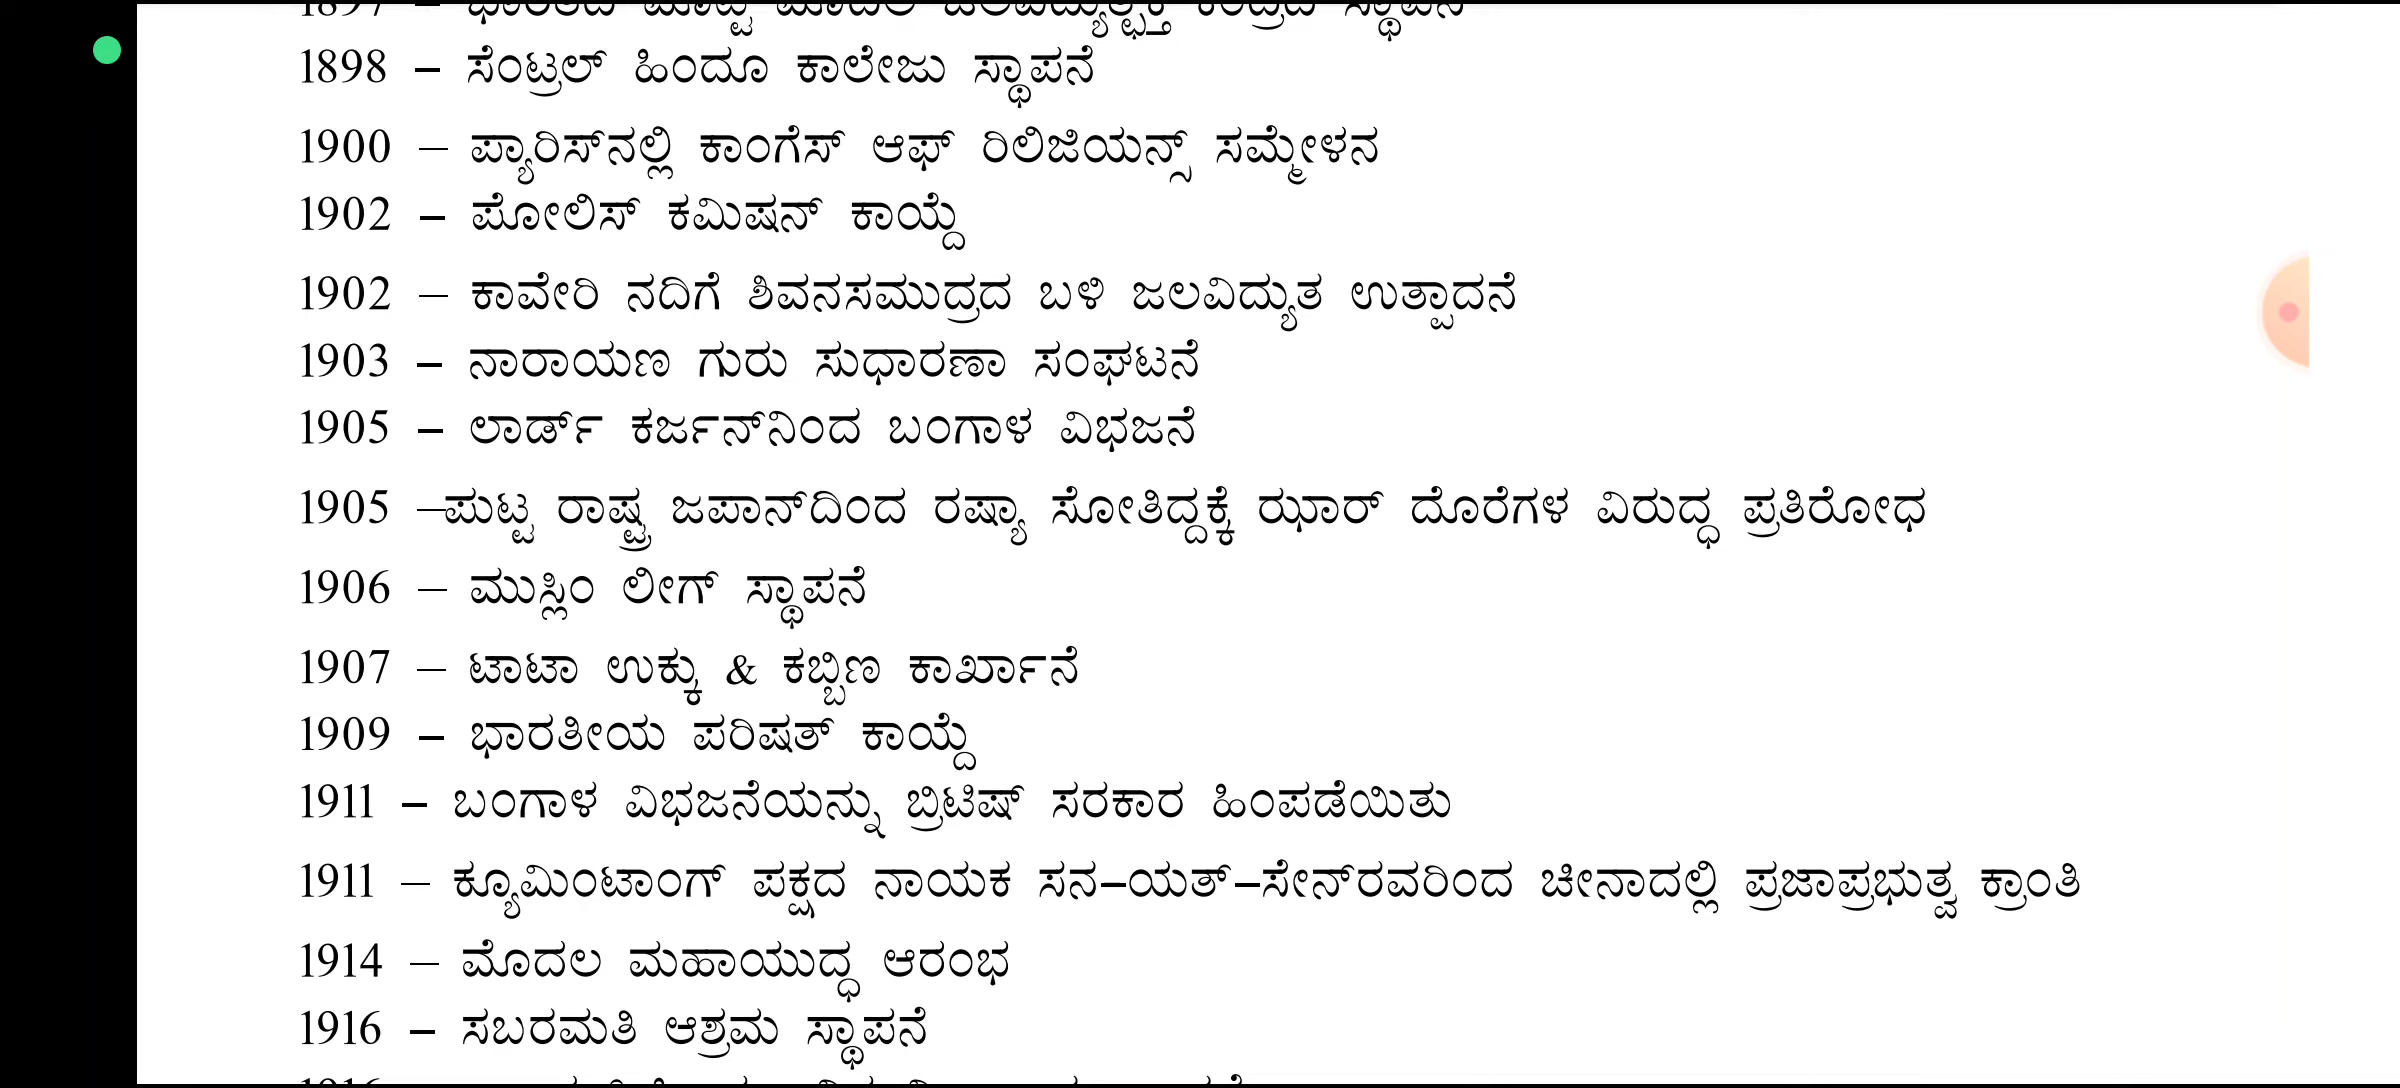 1898 – ಸೆಂಟ್ರಲ್ ಹಿಂದೂ ಕಾಲೇಜು ಸ್ಥಾಪನೆ
1900 – ಪ್ಯಾರಿಸ್‌ನಲ್ಲಿ ಕಾಂಗೆಸ್ ಆಫ್ ರಿಲಿಜಿಯನ್ಸ್ ಸಮ್ಮೇಳನ
1902 – ಪೋಲಿಸ್ ಕಮಿಷನ್ ಕಾಯ್ದೆ
1902 – ಕಾವೇರಿ ನದಿಗೆ ಶಿವನಸಮುದ್ರದ ಬಳಿ ಜಲವಿದ್ಯುತ ಉತ್ಪಾದನೆ
1903 – ನಾರಾಯಣ ಗುರು ಸುಧಾರಣಾ ಸಂಘಟನೆ
1905 – ಲಾರ್ಡ್ ಕರ್ಜನ್‌ನಿಂದ ಬಂಗಾಳ ವಿಭಜನೆ
1905 –ಪುಟ್ಟ ರಾಷ್ಟ್ರ ಜಪಾನ್‌ದಿಂದ ರಷ್ಯಾ ಸೋತಿದ್ದಕ್ಕೆ ಝಾರ್ ದೊರೆಗಳ ವಿರುದ್ಧ ಪ್ರತಿರೋಧ
1906 – ಮುಸ್ಲಿಂ ಲೀಗ್ ಸ್ಥಾಪನೆ
1907 – ಟಾಟಾ ಉಕ್ಕು & ಕಬ್ಬಿಣ ಕಾರ್ಖಾನೆ
1909 – ಭಾರತೀಯ ಪರಿಷತ್ ಕಾಯ್ದೆ
1911 – ಬಂಗಾಳ ವಿಭಜನೆಯನ್ನು ಬ್ರಿಟಿಷ್ ಸರಕಾರ ಹಿಂಪಡೆಯಿತು
1911 – ಕ್ಯೂಮಿಂಟಾಂಗ್ ಪಕ್ಷದ ನಾಯಕ ಸನ–ಯತ್–ಸೇನ್‌ರವರಿಂದ ಚೀನಾದಲ್ಲಿ ಪ್ರಜಾಪ್ರಭುತ್ವ ಕ್ರಾಂತಿ
1914 – ಮೊದಲ ಮಹಾಯುದ್ಧ ಆರಂಭ
1916 – ಸಬರಮತಿ ಆಶ್ರಮ ಸ್ಥಾಪನೆ